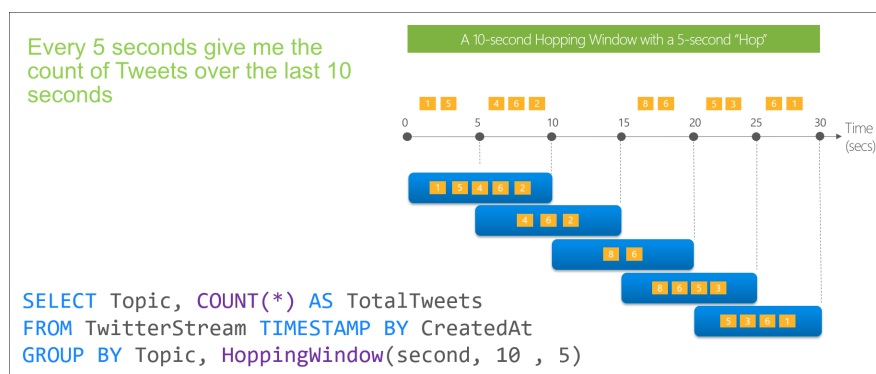 Every 5 seconds give me the
count of Tweets over the last 10
seconds
A 10-second Hopping Window with a 5-second “Hop”
1 5 4 6 2 8 6 5 3 6 1
0 5 10 15 20 25 30
Time
(secs)
1 5 4 6 2
4 6 2
8 6
8 6 5 3
5 3 6 1
SELECT Topic, COUNT(*) AS TotalTweets
FROM TwitterStream TIMESTAMP BY CreatedAt
GROUP BY Topic, HoppingWindow(second, 10 , 5)